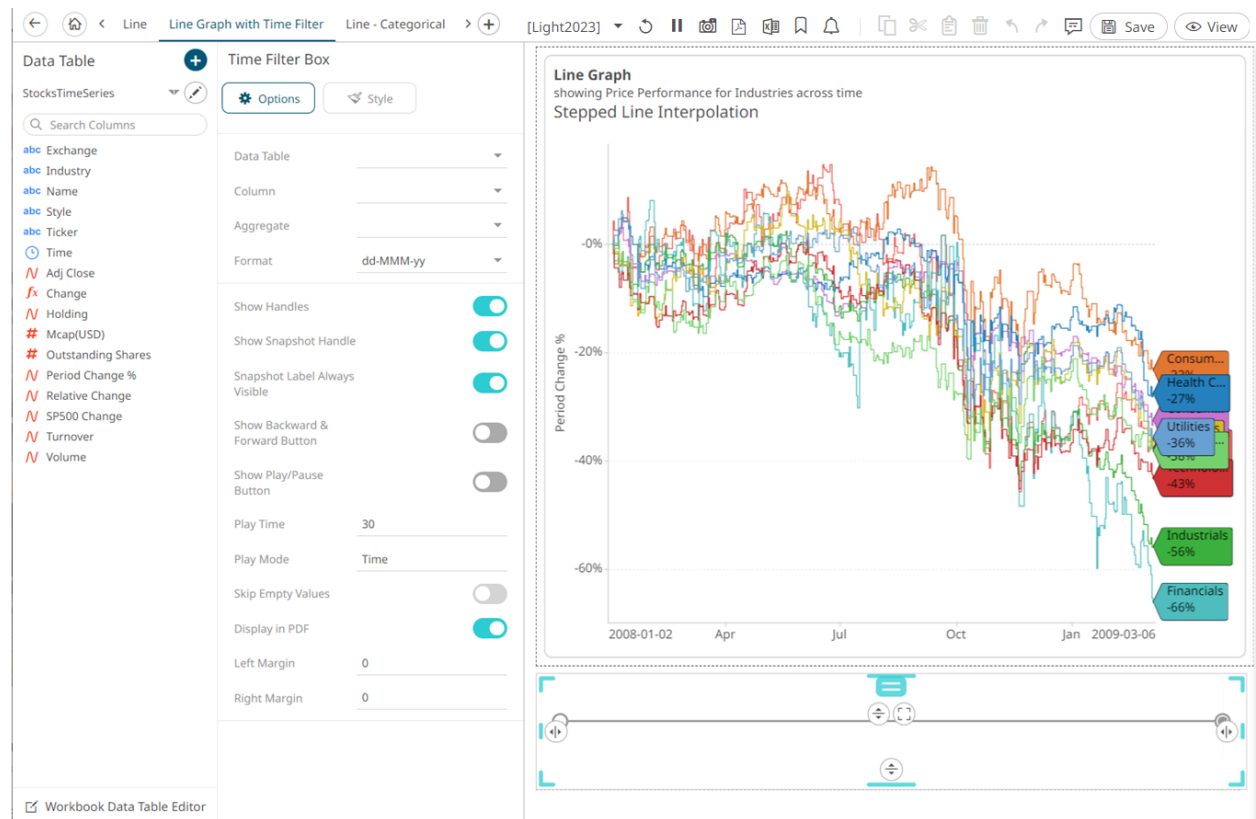 Line
Line Graph with Time Filter
Line - Categorical
[Light2023]
Save
View
Data Table
StocksTimeSeries
Search Columns
abc Exchange
abc Industry
abc Name
abc Style
abc Ticker
Time
Adj Close
fx Change
Holding
# Mcap(USD)
# Outstanding Shares
Period Change %
Relative Change
SP500 Change
Turnover
Volume
Workbook Data Table Editor
Time Filter Box
Options
Style
Data Table
Column
Aggregate
Format dd-MMM-yy
Show Handles
Show Snapshot Handle
Snapshot Label Always
Visible
Show Backward &
Forward Button
Show Play/Pause
Button
Play Time 30
Play Mode Time
Skip Empty Values
Display in PDF
Left Margin 0
Right Margin 0
Line Graph
showing Price Performance for Industries across time
Stepped Line Interpolation
Period Change %
-0%
-20%
-40%
-60%
2008-01-02 Apr Jul Oct Jan 2009-03-06
Consum...
Health C...
-27%
Utilities
-36%
-43%
Industrials
-56%
Financials
-66%